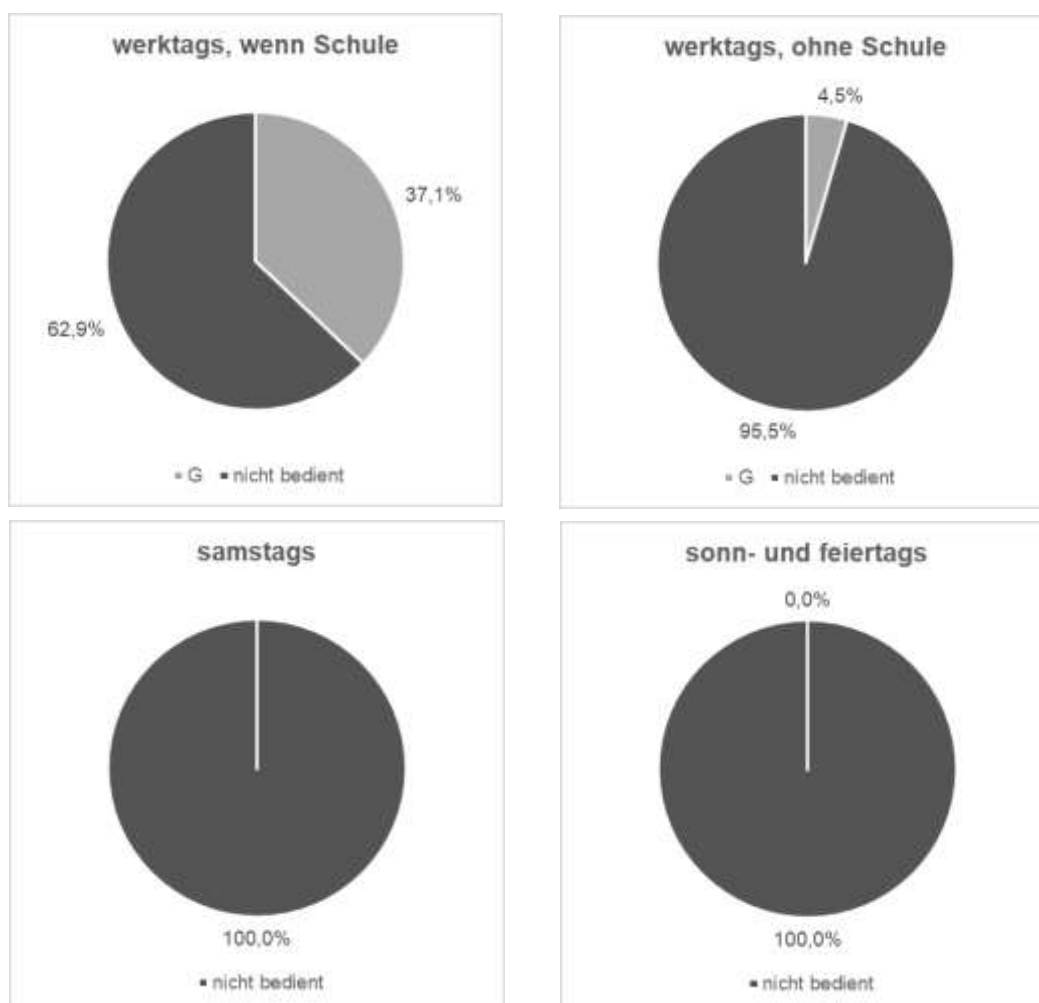 werktags, wenn Schule
37,1%
62,9%
G nicht bedient
werktags, ohne Schule
4,5%
95,5%
G nicht bedient
samstags
100,0%
nicht bedient
sonn- und feiertags
0,0%
100,0%
nicht bedient